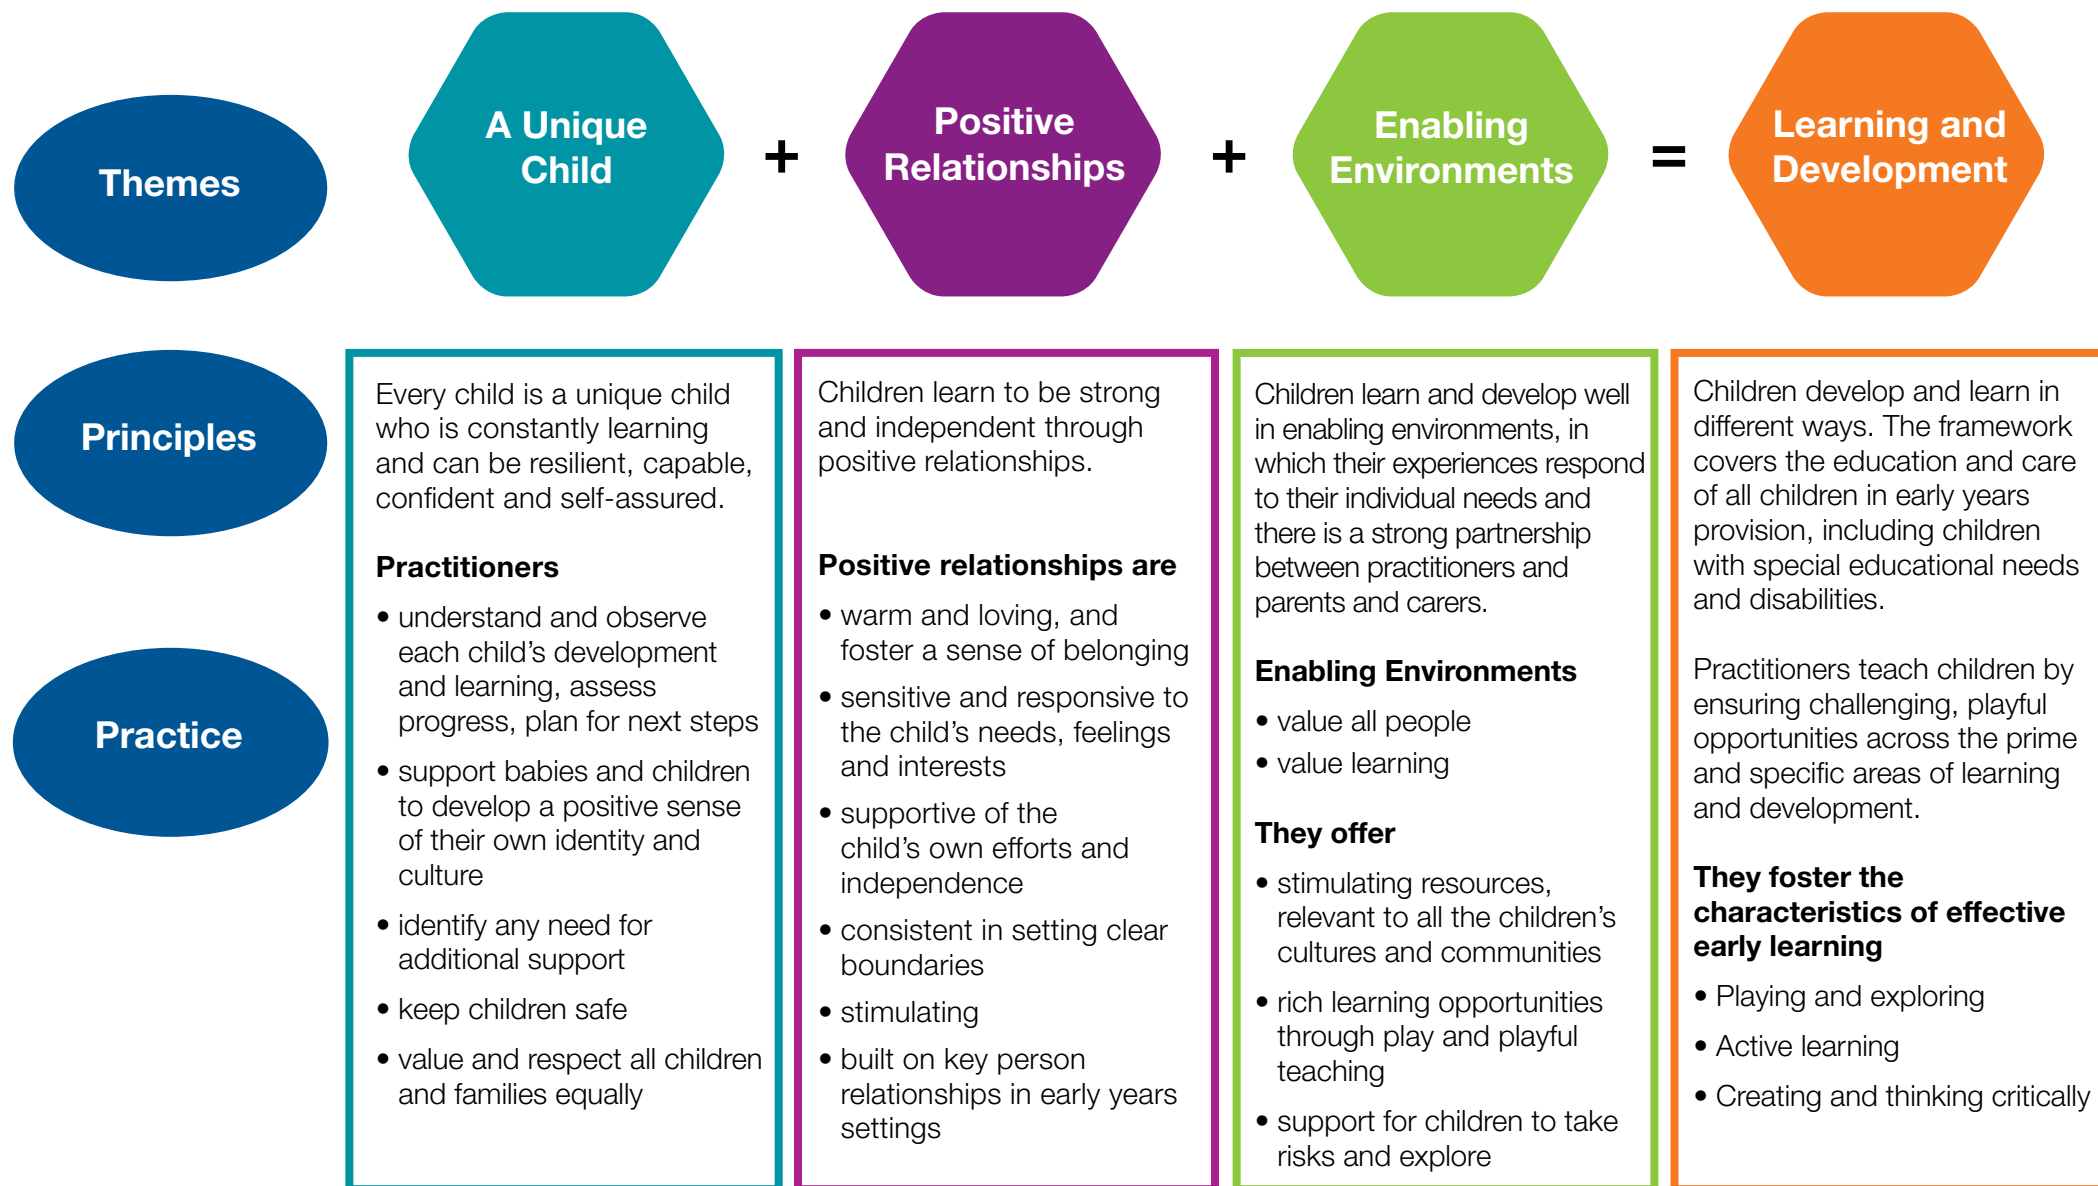 Themes
A Unique
Child
+
Positive
Relationships
+
Enabling
Environments
=
Learning and
Development
Principles
Practice
Every child is a unique child
who is constantly learning
and can be resilient, capable,
confident and self-assured.
Practitioners
• understand and observe
each child’s development
and learning, assess
progress, plan for next steps
• support babies and children
to develop a positive sense
of their own identity and
culture
• identify any need for
additional support
• keep children safe
• value and respect all children
and families equally
Children learn to be strong
and independent through
positive relationships.
Positive relationships are
• warm and loving, and
foster a sense of belonging
• sensitive and responsive to
the child’s needs, feelings
and interests
• supportive of the
child’s own efforts and
independence
• consistent in setting clear
boundaries
• stimulating
• built on key person
relationships in early years
settings
Children learn and develop well
in enabling environments, in
which their experiences respond
to their individual needs and
there is a strong partnership
between practitioners and
parents and carers.
Enabling Environments
• value all people
• value learning
They offer
• stimulating resources,
relevant to all the children’s
cultures and communities
• rich learning opportunities
through play and playful
teaching
• support for children to take
risks and explore
Children develop and learn in
different ways. The framework
covers the education and care
of all children in early years
provision, including children
with special educational needs
and disabilities.
Practitioners teach children by
ensuring challenging, playful
opportunities across the prime
and specific areas of learning
and development.
They foster the
characteristics of effective
early learning
• Playing and exploring
• Active learning
• Creating and thinking critically